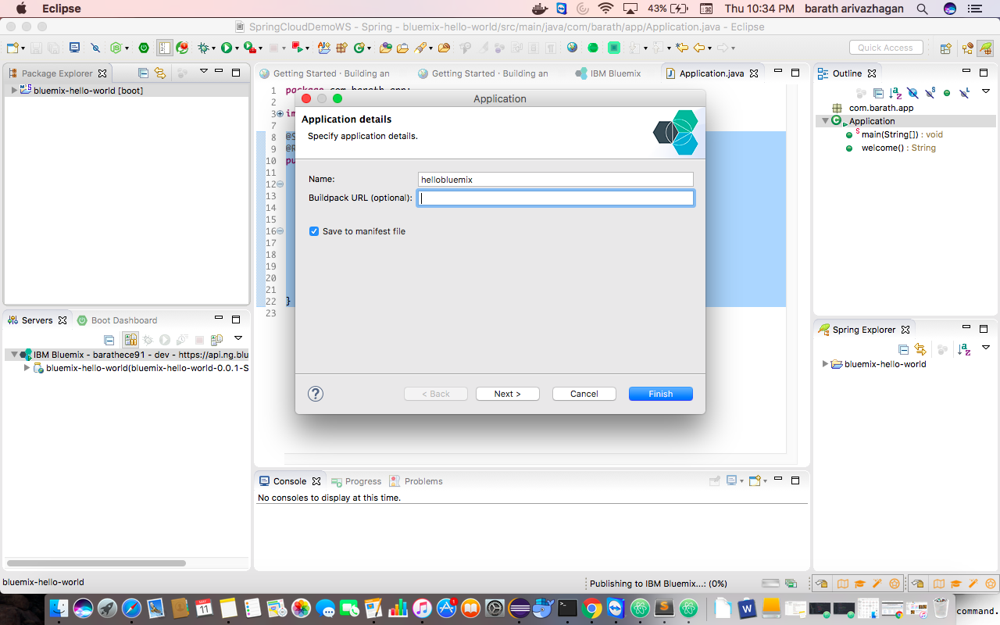 Eclipse
43%
Thu 10:34 PM
barath arivazhagan
SpringCloudDemoWS - Spring - bluemix-hello-world/src/main/java/com/barath/app/Application.java - Eclipse
Quick Access
Package Explorer
bluemix-hello-world [boot]
Getting Started · Building an
Getting Started · Building an
IBM Bluemix
Application.java
1
2
3
7
8
9
10
11
12
13
14
15
16
17
18
19
20
21
22
23
package com.barath.app;
im
@S
@R
pu
}
Application
Application details
Specify application details.
Name:
hellobluemix
Buildpack URL (optional):
Save to manifest file
?
< Back
Next >
Cancel
Finish
Outline
com.barath.app
Application
main(String[]) : void
welcome() : String
Servers
Boot Dashboard
IBM Bluemix - barathece91 - dev - https://api.ng.blu
bluemix-hello-world(bluemix-hello-world-0.0.1-S
Spring Explorer
bluemix-hello-world
Console
Progress
Problems
No consoles to display at this time.
bluemix-hello-world
Publishing to IBM Bluemix...: (0%)
11
command.